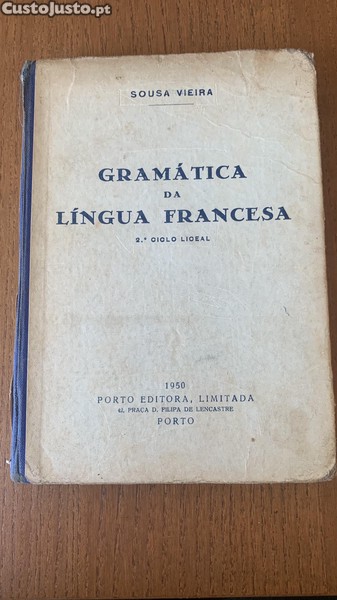 CustoJusto.pt
SOUSA VIEIRA
GRAMÁTICA
DA
LÍNGUA FRANCESA
2.º CICLO LICEAL
1950
PORTO EDITORA, LIMITADA
42, PRAÇA D. FILIPA DE LENCASTRE
PORTO